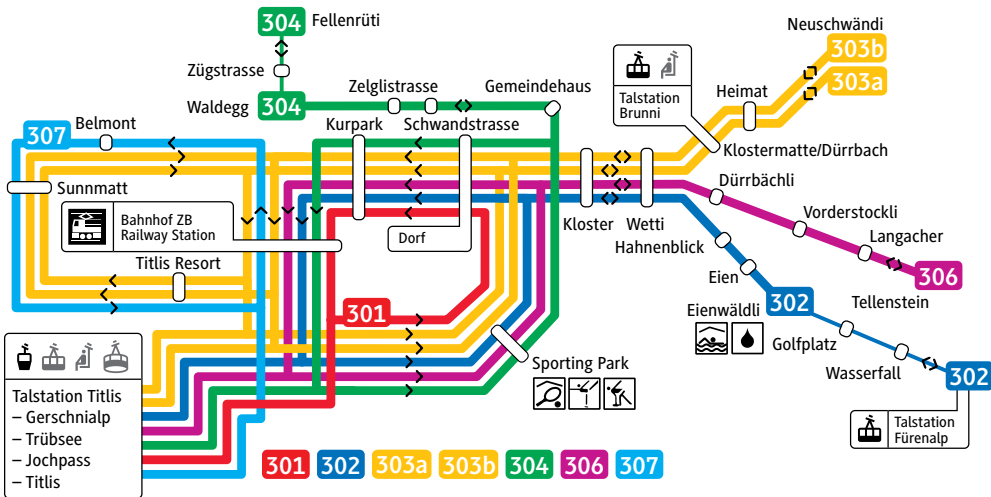 304
Fellenrüti
Zügstrasse
Waldegg
304
Zelglistrasse
Gemeindehaus
Neuschwändi
303b
303a
Talstation
Brunni
Heimat
Klostermatte/Dürrbach
307
Belmont
Kurpark
Schwandstrasse
Sunnmatt
Bahnhof ZB
Railway Station
Dorf
Kloster
Wetti
Dürrbächli
Vorderstockli
Langacher
306
Hahnenblick
Eien
Titlis Resort
301
Eienwäldli
302
Tellenstein
Golfplatz
Wasserfall
302
Talstation
Fürenalp
Sporting Park
Talstation Titlis
– Gerschnialp
– Trübsee
– Jochpass
– Titlis
301 302 303a 303b 304 306 307